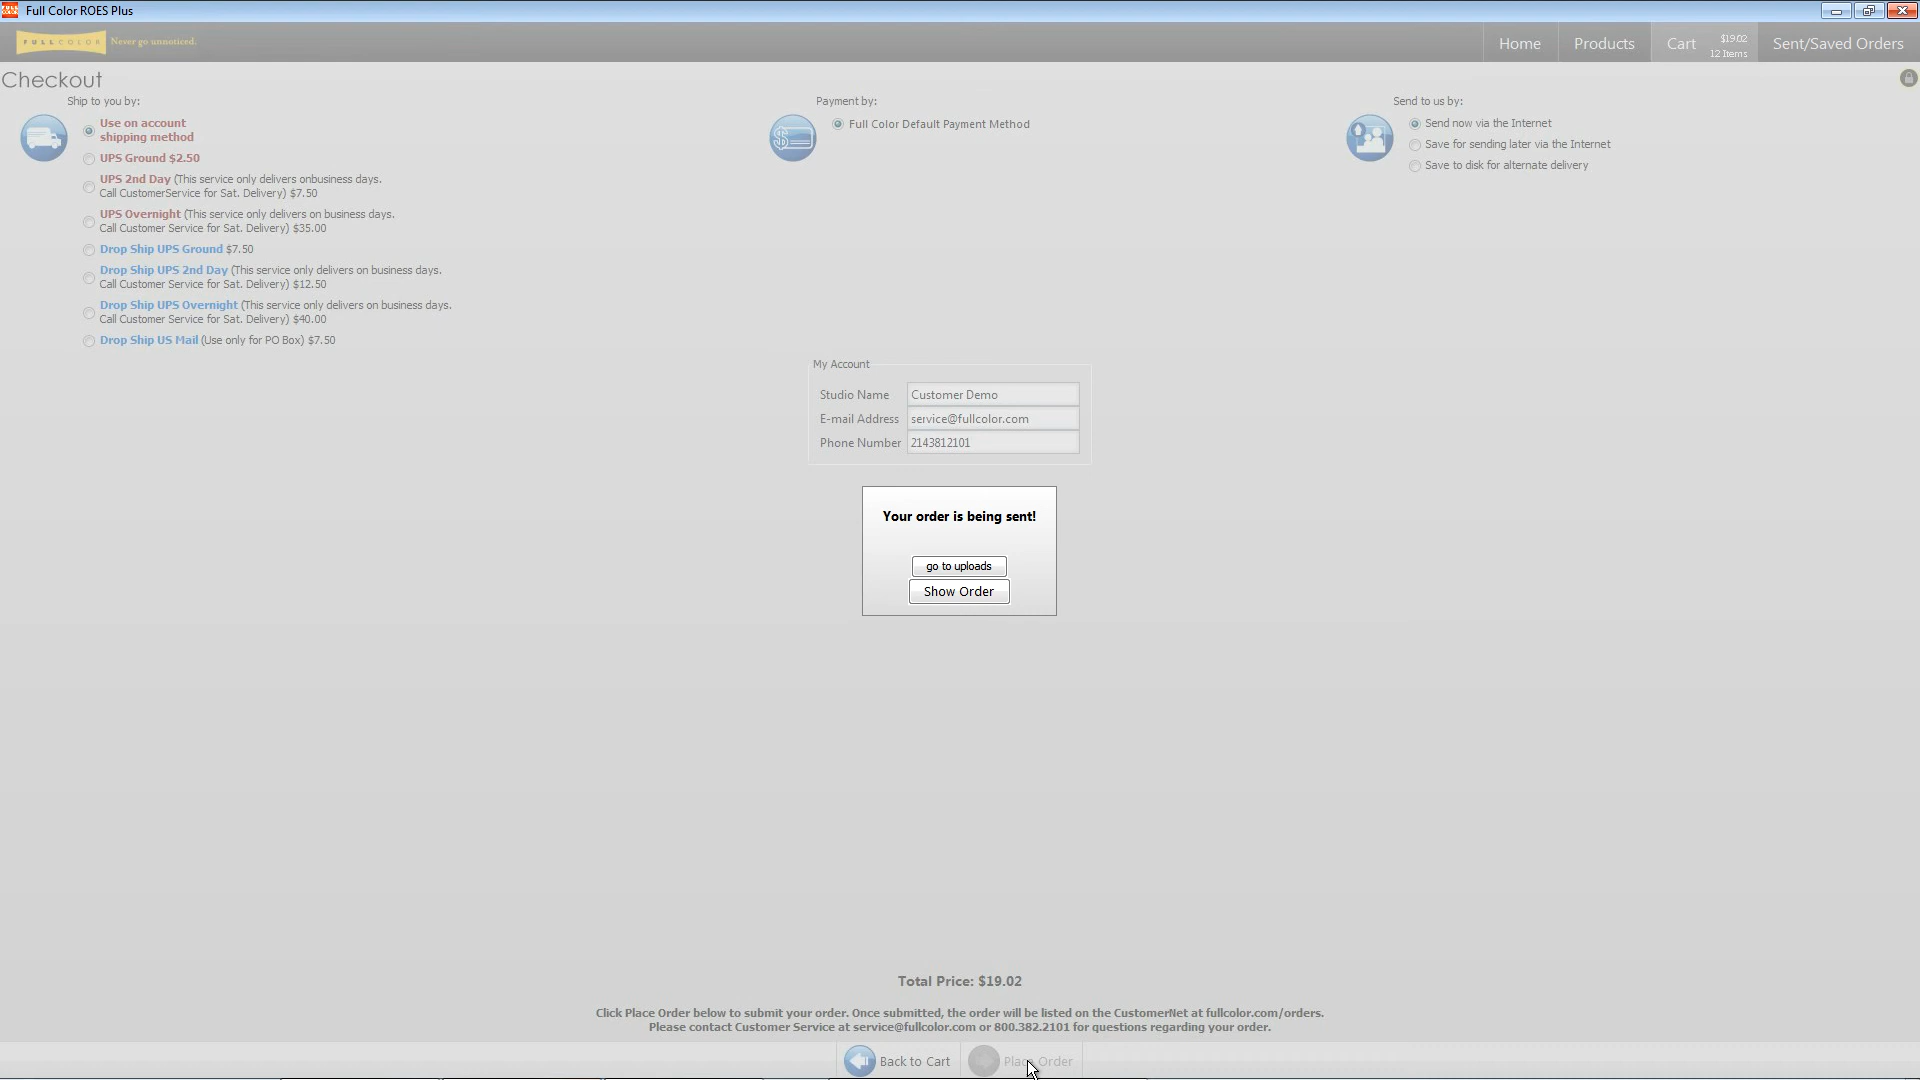 Full Color ROES Plus
FULLCOLOR Never go unnoticed.
Home
Products
Cart
$19.02
12 Items
Sent/Saved Orders
Checkout
Ship to you by:
Use on account
shipping method
UPS Ground $2.50
UPS 2nd Day (This service only delivers onbusiness days.
Call CustomerService for Sat. Delivery) $7.50
UPS Overnight (This service only delivers on business days.
Call Customer Service for Sat. Delivery) $35.00
Drop Ship UPS Ground $7.50
Drop Ship UPS 2nd Day (This service only delivers on business days.
Call Customer Service for Sat. Delivery) $12.50
Drop Ship UPS Overnight (This service only delivers on business days.
Call Customer Service for Sat. Delivery) $40.00
Drop Ship US Mail (Use only for PO Box) $7.50
Payment by:
Full Color Default Payment Method
Send to us by:
Send now via the Internet
Save for sending later via the Internet
Save to disk for alternate delivery
My Account
Studio Name Customer Demo
E-mail Address service@fullcolor.com
Phone Number 2143812101
Your order is being sent!
go to uploads
Show Order
Total Price: $19.02
Click Place Order below to submit your order. Once submitted, the order will be listed on the CustomerNet at fullcolor.com/orders.
Please contact Customer Service at service@fullcolor.com or 800.382.2101 for questions regarding your order.
Back to Cart
Place Order